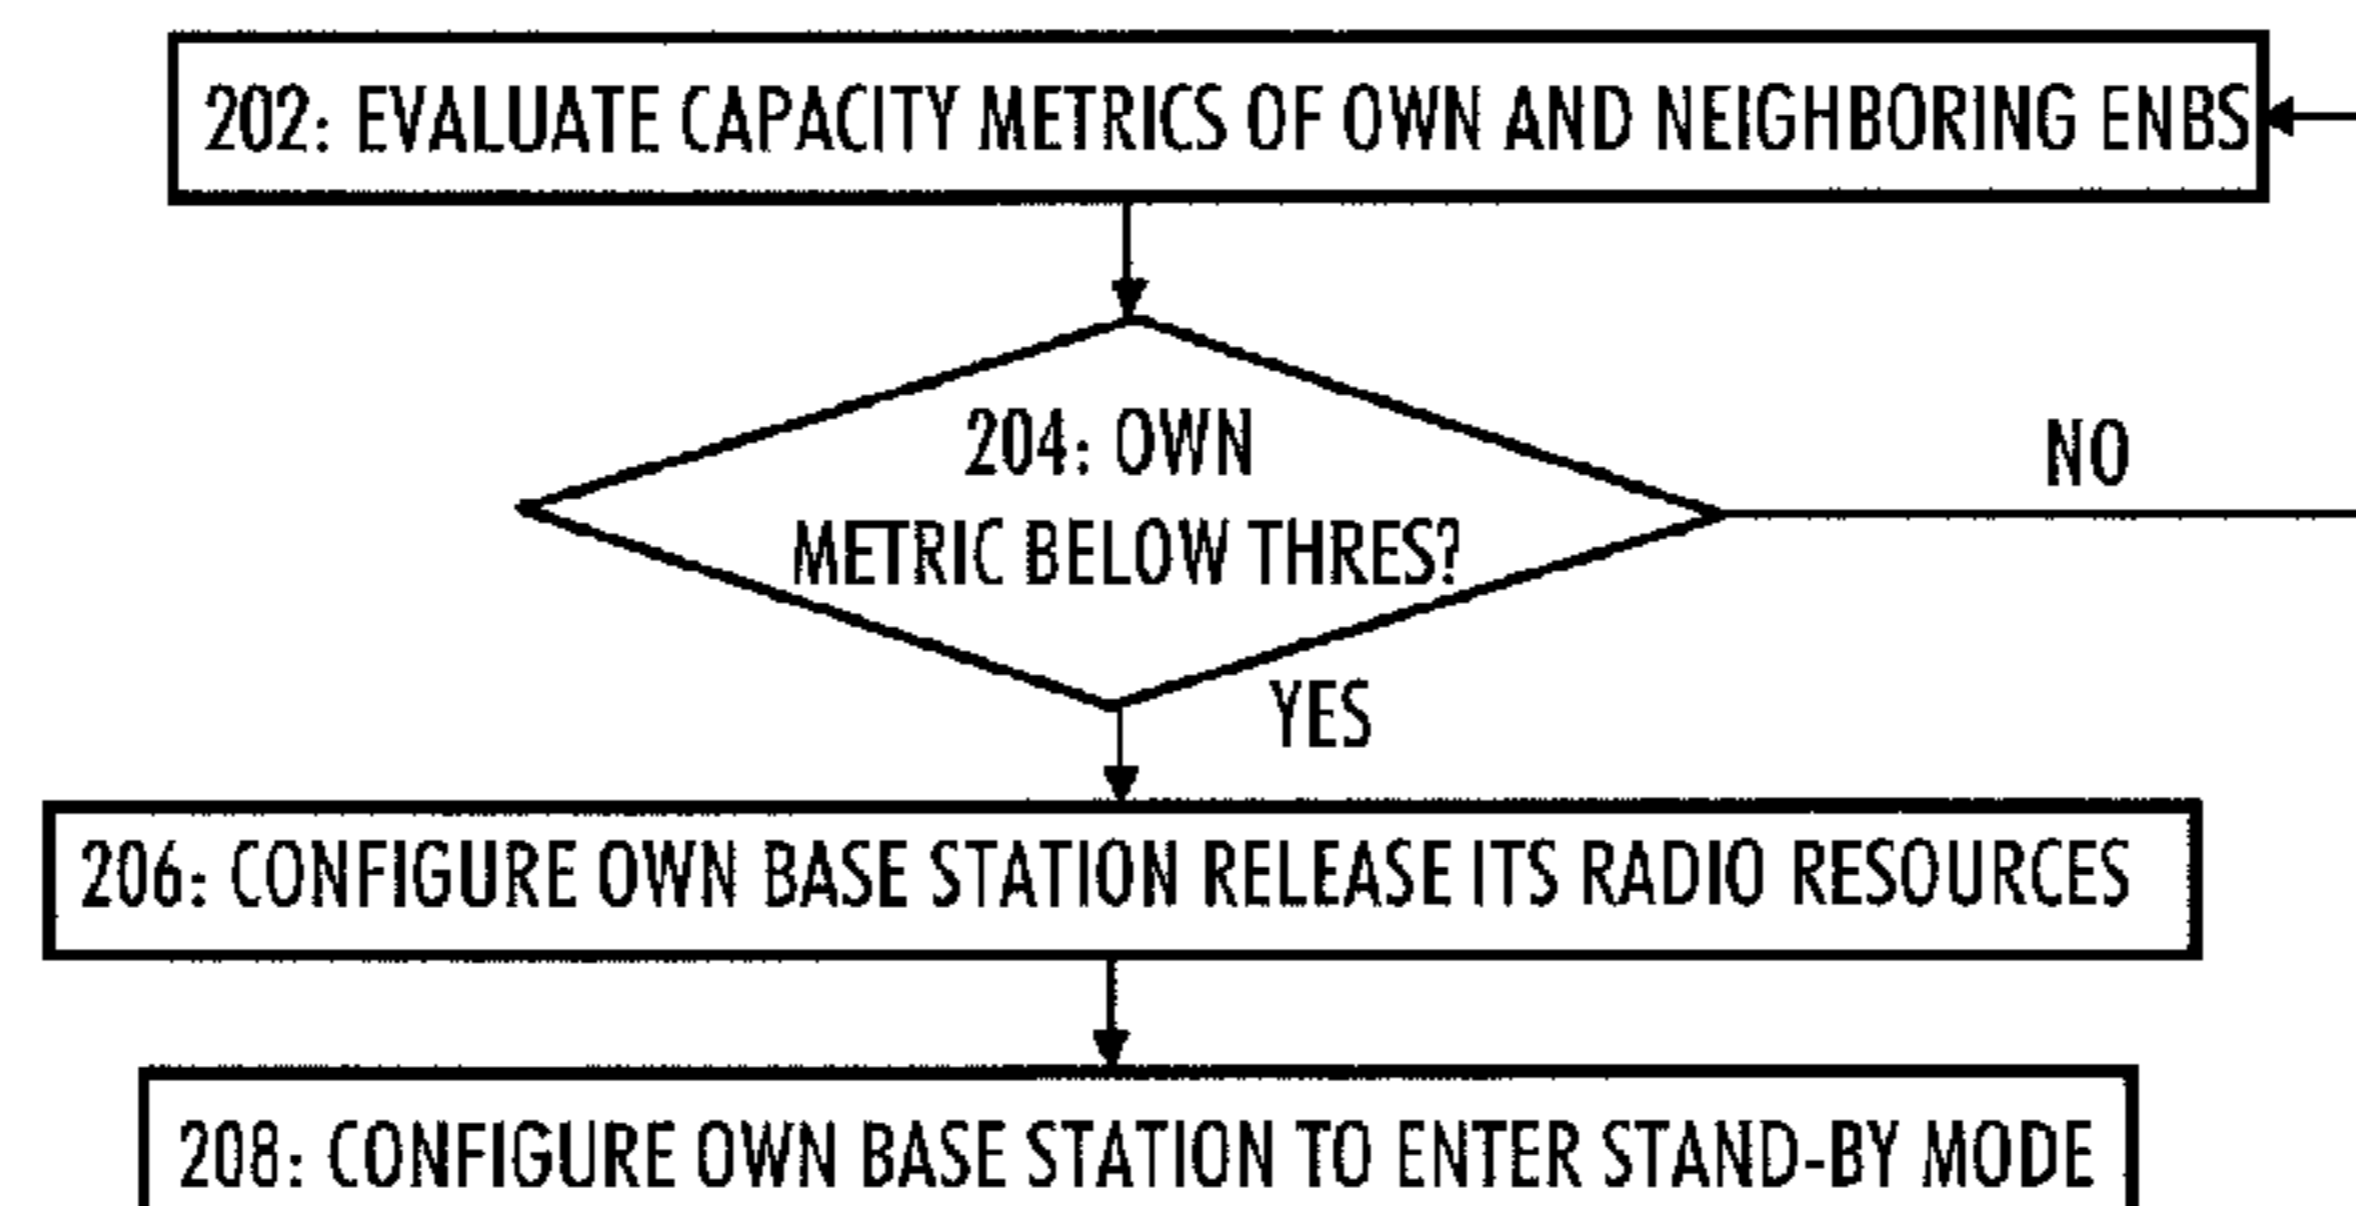 202: EVALUATE CAPACITY METRICS OF OWN AND NEIGHBORING ENBS
204: OWN
METRIC BELOW THRES?
NO
YES
206: CONFIGURE OWN BASE STATION RELEASE ITS RADIO RESOURCES
208: CONFIGURE OWN BASE STATION TO ENTER STAND-BY MODE